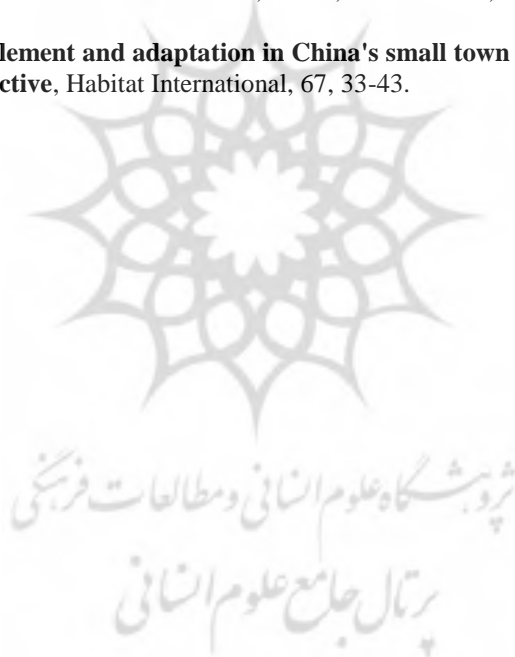 lement and adaptation in China's small town
ctive, Habitat International, 67, 33-43.
پژوهشگاه علوم انسانی و مطالعات فرهنگی
پرتال جامع علوم انسانی